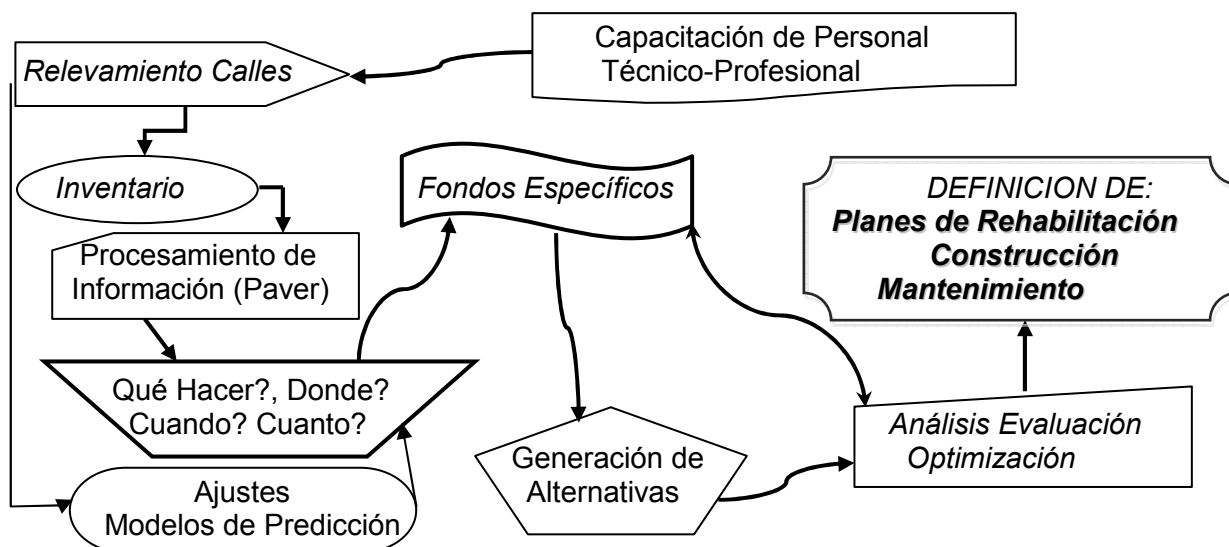 Capacitación de Personal
Técnico-Profesional
Relevamiento Calles
Inventario
Fondos Específicos
DEFINICION DE:
Planes de Rehabilitación
Construcción
Mantenimiento
Procesamiento de
Información (Paver)
Qué Hacer?, Donde?
Cuando? Cuanto?
Generación de
Alternativas
Análisis Evaluación
Optimización
Ajustes
Modelos de Predicción